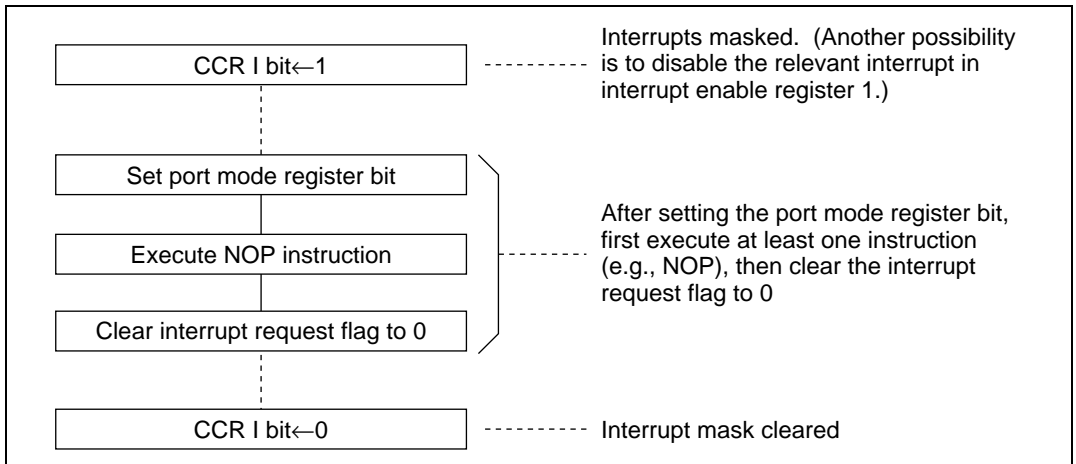 CCR I bit←1
Interrupts masked. (Another possibility
is to disable the relevant interrupt in
interrupt enable register 1.)
Set port mode register bit
Execute NOP instruction
Clear interrupt request flag to 0
After setting the port mode register bit,
first execute at least one instruction
(e.g., NOP), then clear the interrupt
request flag to 0
CCR I bit←0
Interrupt mask cleared